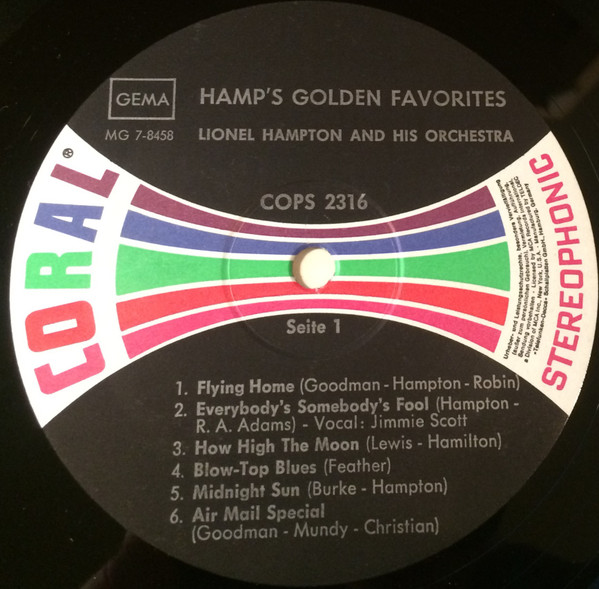 GEMA
HAMP'S GOLDEN FAVORITES
MG 7-8458
LIONEL HAMPTON AND HIS ORCHESTRA
CORAL®
COPS 2316
STEREOPHONIC
Seite 1
1. Flying Home (Goodman - Hampton - Robin)
2. Everybody's Somebody's Fool (Hampton -
R. A. Adams) - Vocal: Jimmie Scott
3. How High The Moon (Lewis - Hamilton)
4. Blow-Top Blues (Feather)
5. Midnight Sun (Burke - Hampton)
6. Air Mail Special
(Goodman - Mundy - Christian)